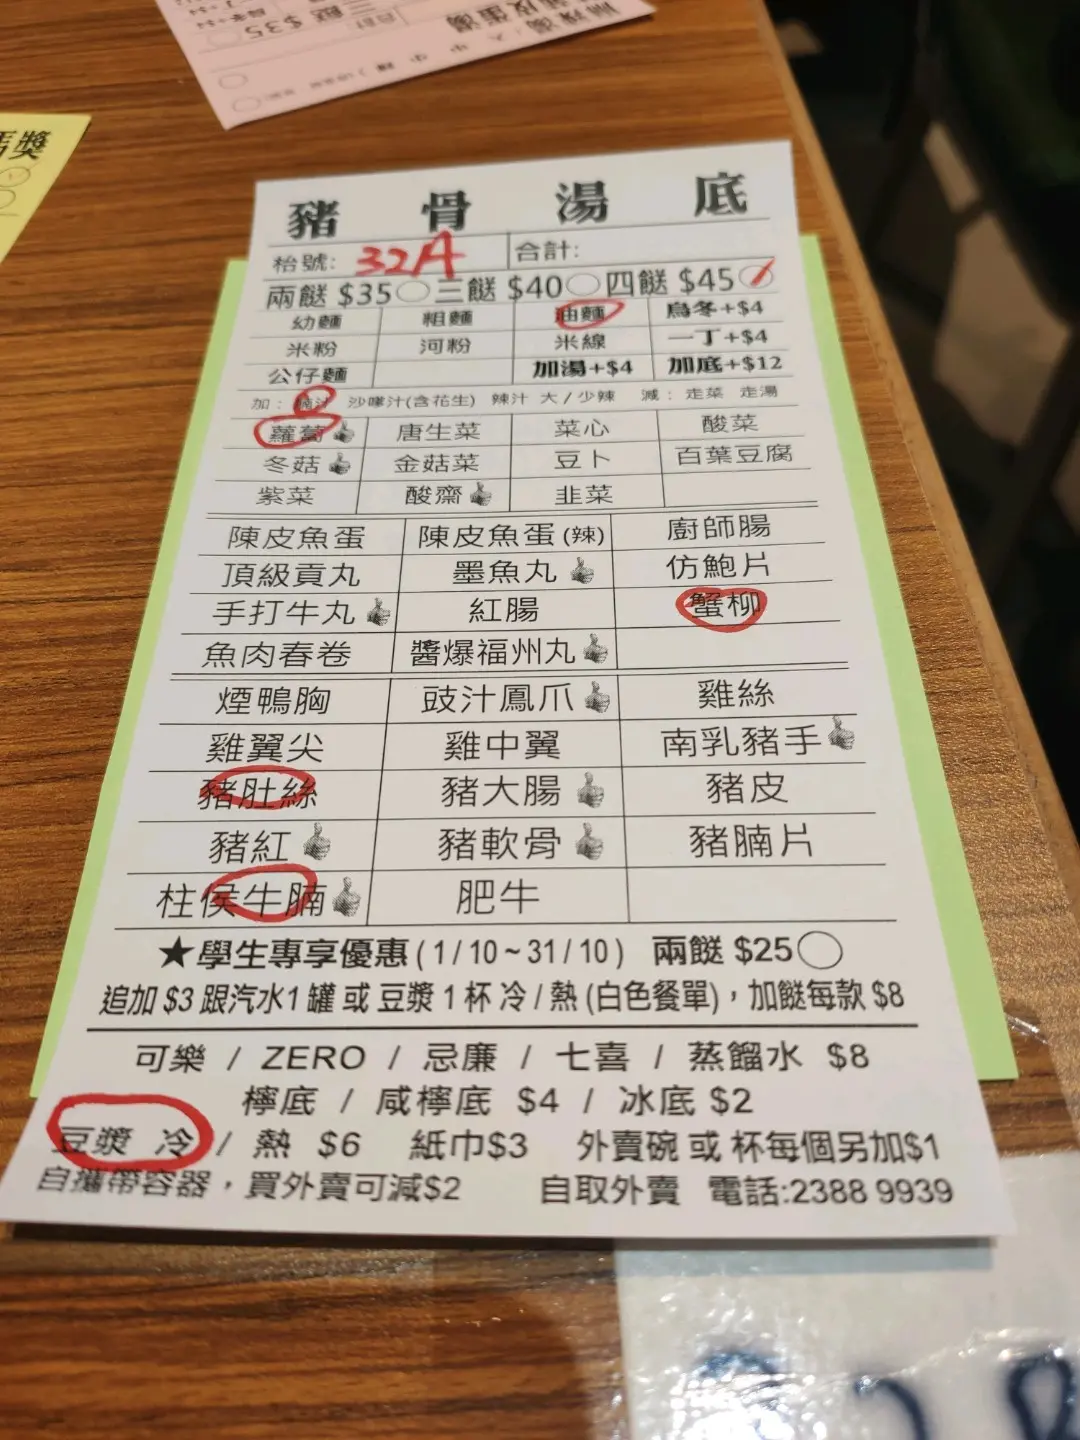 豬骨湯底
枱號: 32A 合計:
兩餸 $35 三餸 $40 四餸 $45
幼麵 粗麵 油麵 烏冬+$4
米粉 河粉 米線 一丁+$4
公仔麵 加湯+$4 加底+$12
加: 腩汁 沙嗲汁(含花生) 辣汁 大/少辣 減: 走菜 走湯
蘿蔔 唐生菜 菜心 酸菜
冬菇 金菇菜 豆卜 百葉豆腐
紫菜 酸齋 韭菜
陳皮魚蛋 陳皮魚蛋(辣) 廚師腸
頂級貢丸 墨魚丸 仿鮑片
手打牛丸 紅腸 蟹柳
魚肉春卷 醬爆福州丸
煙鴨胸 豉汁鳳爪 雞絲
雞翼尖 雞中翼 南乳豬手
豬肚絲 豬大腸 豬皮
豬紅 豬軟骨 豬腩片
柱侯牛腩 肥牛
★學生專享優惠(1/10~31/10) 兩餸 $25
追加 $3 跟汽水1罐 或 豆漿 1杯 冷/熱 (白色餐單)，加餸每款 $8
可樂 / ZERO / 忌廉 / 七喜 / 蒸餾水 $8
檸底 / 咸檸底 $4 / 冰底 $2
豆漿 冷 / 熱 $6 紙巾$3 外賣碗 或 杯每個另加$1
自攜帶容器，買外賣可減$2 自取外賣 電話:2388 9939